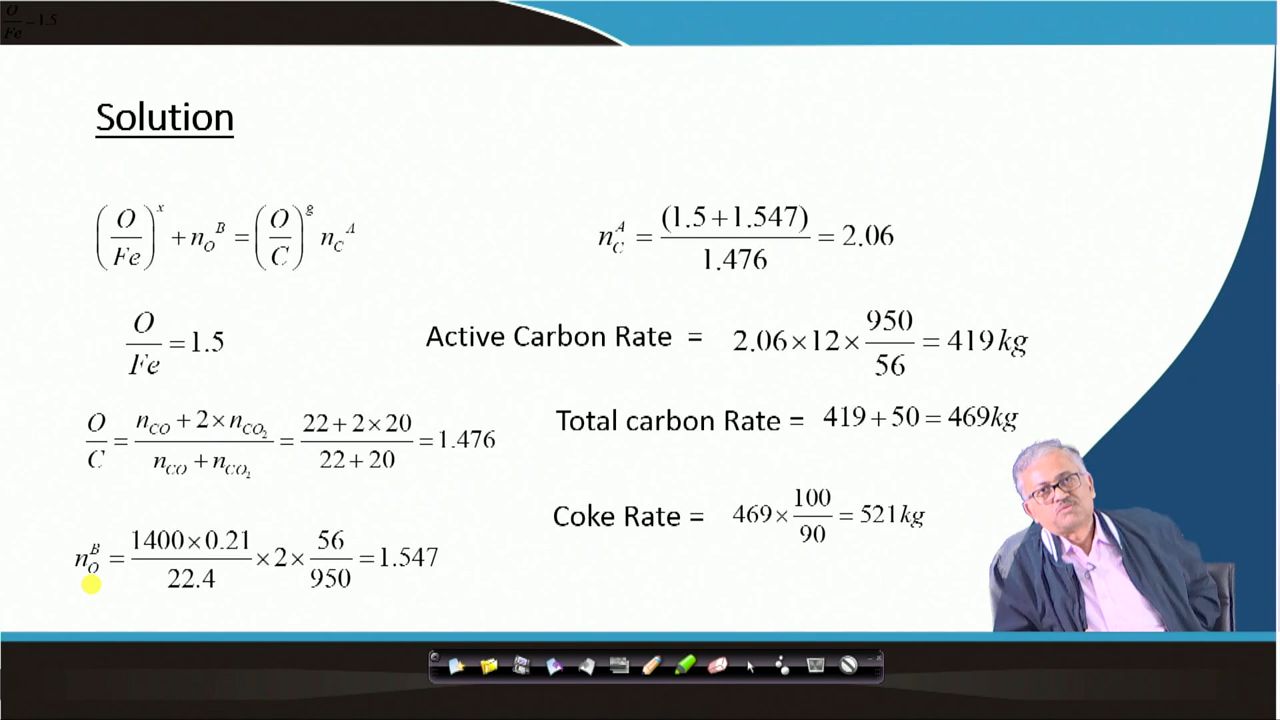 O/Fe = 1.5
Solution
(O/Fe)^x + n_O^B = (O/C)^g n_C^A
O/Fe = 1.5
O/C = (n_CO + 2 × n_CO₂)/(n_CO + n_CO₂) = (22 + 2 × 20)/(22 + 20) = 1.476
n_O^B = (1400 × 0.21)/22.4 × 2 × 56/950 = 1.547
n_C^A = (1.5 + 1.547)/1.476 = 2.06
Active Carbon Rate = 2.06 × 12 × 950/56 = 419 kg
Total carbon Rate = 419 + 50 = 469 kg
Coke Rate = 469 × 100/90 = 521 kg